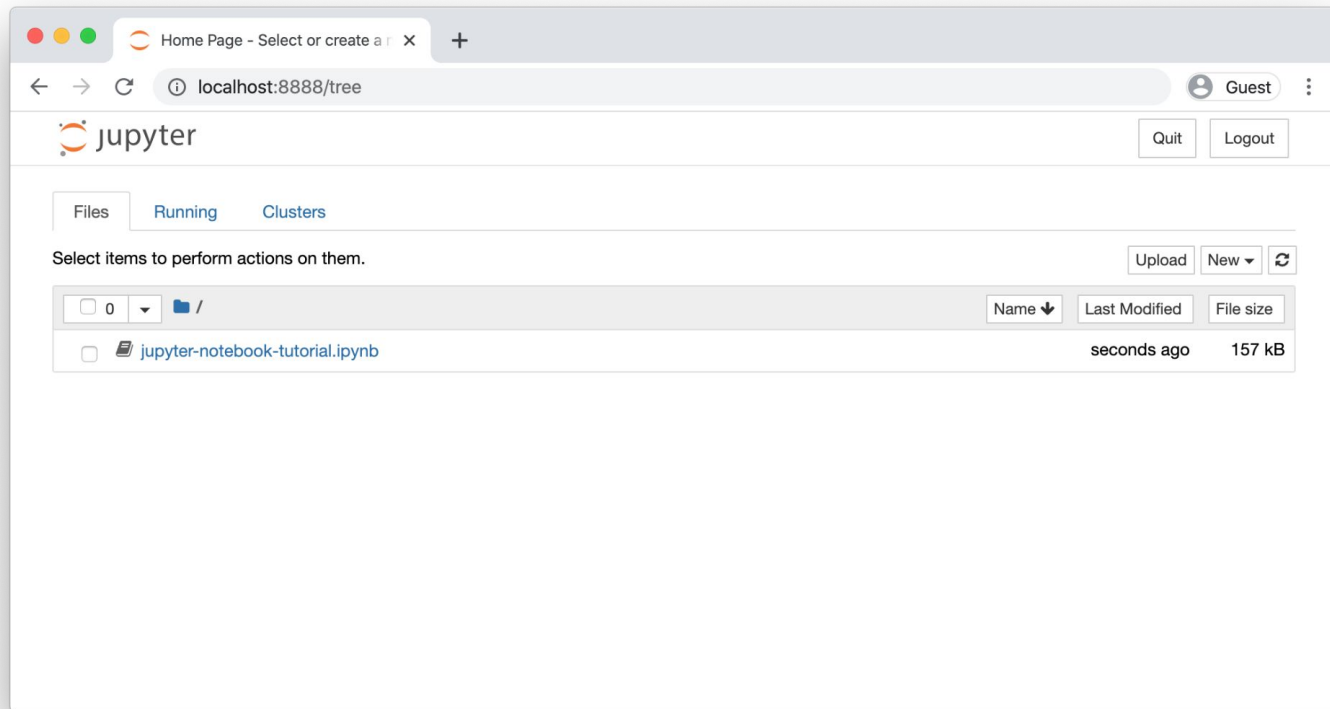 Home Page - Select or create a
localhost:8888/tree
Guest
jupyter
Quit
Logout
Files
Running
Clusters
Select items to perform actions on them.
Upload
New
0
/
Name
Last Modified
File size
jupyter-notebook-tutorial.ipynb
seconds ago
157 kB